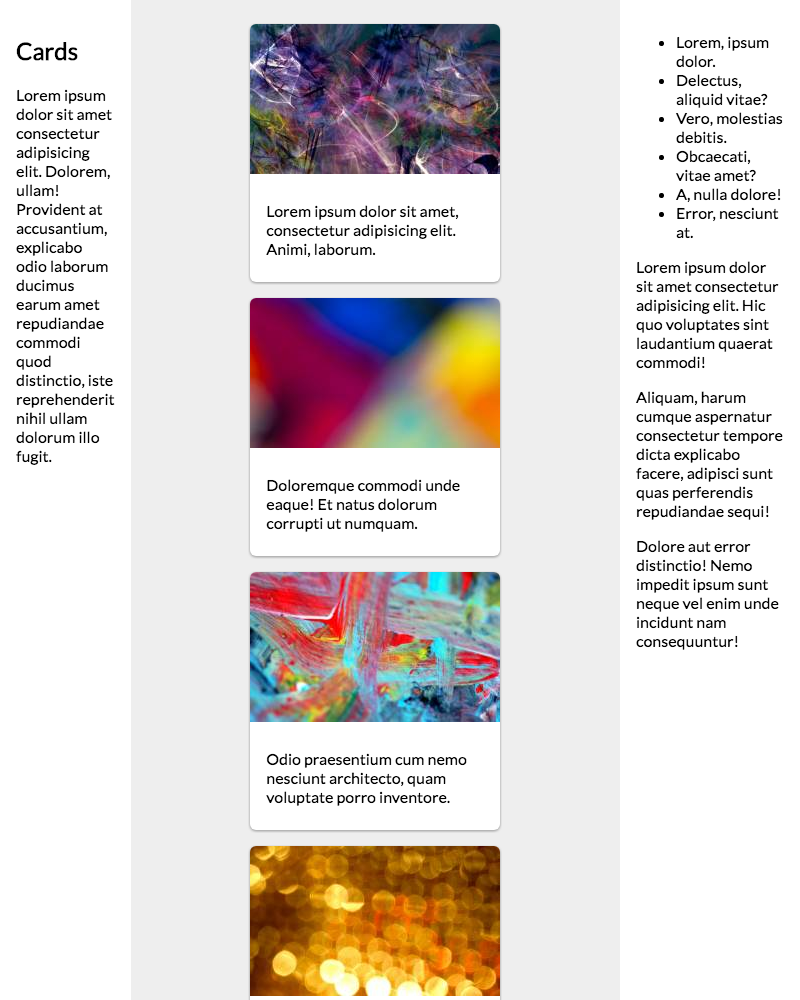 Cards
Lorem ipsum
dolor sit amet
consectetur
adipisicing
elit. Dolorem,
ullam!
Provident at
accusantium,
explicabo
odio laborum
ducimus
earum amet
repudiandae
commodi
quod
distinctio, iste
reprehenderit
nihil ullam
dolorum illo
fugit.
Lorem ipsum dolor sit amet,
consectetur adipisicing elit.
Animi, laborum.
Doloremque commodi unde
eaque! Et natus dolorum
corrupti ut numquam.
Odio praesentium cum nemo
nesciunt architecto, quam
voluptate porro inventore.
Lorem, ipsum
dolor.
Delectus,
aliquid vitae?
Vero, molestias
debitis.
Obcaecati,
vitae amet?
A, nulla dolore!
Error, nesciunt
at.
Lorem ipsum dolor
sit amet consectetur
adipisicing elit. Hic
quo voluptates sint
laudantium quaerat
commodi!
Aliquam, harum
cumque aspernatur
consectetur tempore
dicta explicabo
facere, adipisci sunt
quas perferendis
repudiandae sequi!
Dolore aut error
distinctio! Nemo
impedit ipsum sunt
neque vel enim unde
incidunt nam
consequuntur!